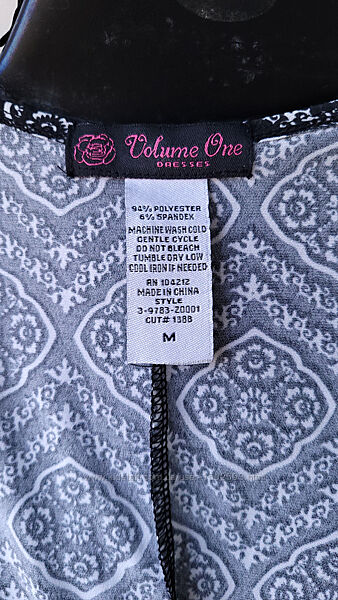 Volume One
DRESSES
94% POLYESTER
6% SPANDEX
MACHINE WASH COLD
GENTLE CYCLE
DO NOT BLEACH
TUMBLE DRY LOW
COOL IRON IF NEEDED
RN 104212
MADE IN CHINA
STYLE
3-9783-Z0001
CUT# 1388
M